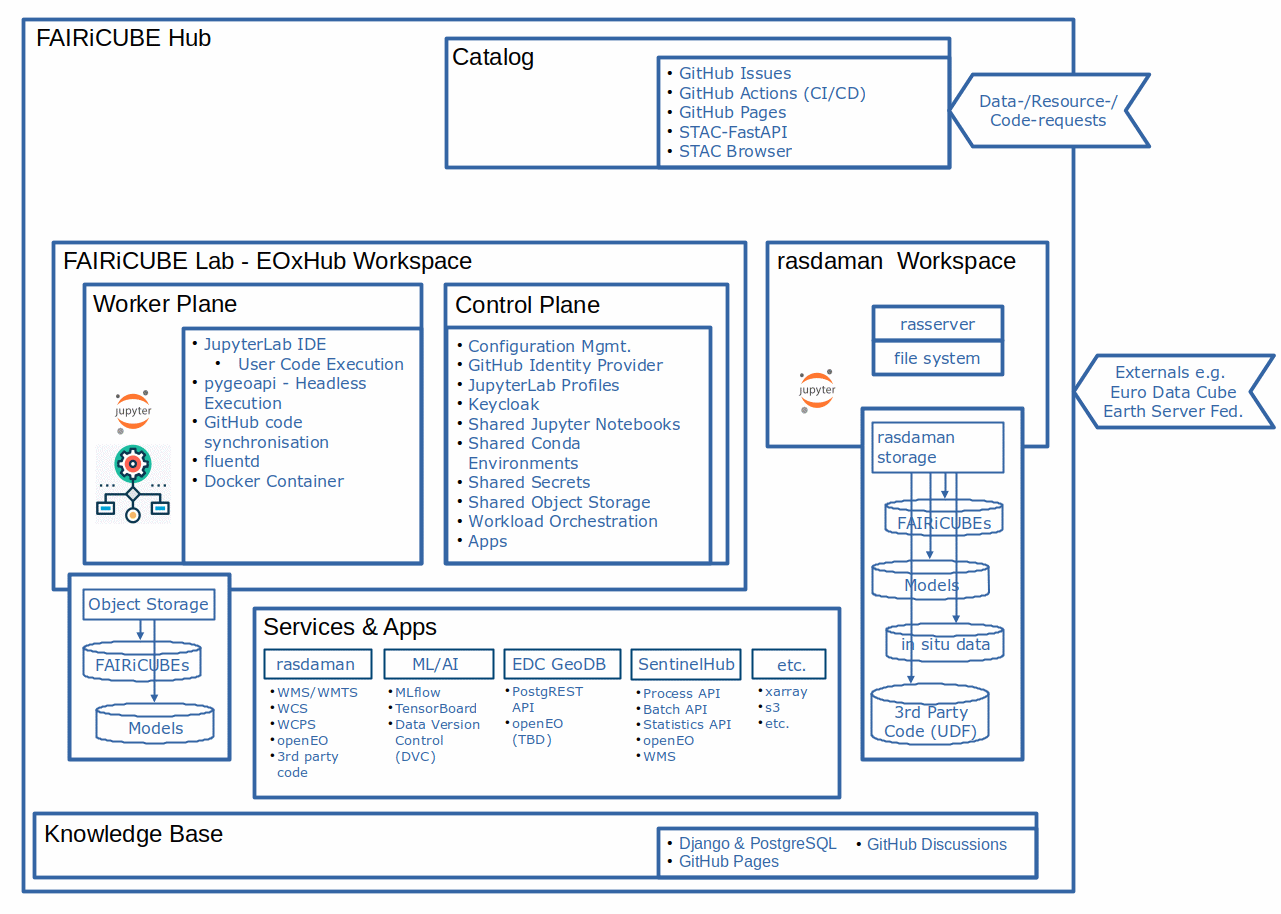 FAIRiCUBE Hub
Catalog
• GitHub Issues
• GitHub Actions (CI/CD)
• GitHub Pages
• STAC-FastAPI
• STAC Browser
Data-/Resource-/
Code-requests
FAIRiCUBE Lab - EOxHub Workspace
Worker Plane
• JupyterLab IDE
• User Code Execution
• pygeoapi - Headless
Execution
• GitHub code
synchronisation
• fluentd
• Docker Container
jupyter
Control Plane
• Configuration Mgmt.
• GitHub Identity Provider
• JupyterLab Profiles
• Keycloak
• Shared Jupyter Notebooks
• Shared Conda
Environments
• Shared Secrets
• Shared Object Storage
• Workload Orchestration
• Apps
rasdaman Workspace
rasserver
file system
jupyter
rasdaman
storage
FAIRiCUBEs
Models
in situ data
3rd Party
Code (UDF)
Externals e.g.
Euro Data Cube
Earth Server Fed.
Object Storage
FAIRiCUBEs
Models
Services & Apps
rasdaman
• WMS/WMTS
• WCS
• WCPS
• openEO
• 3rd party
code
ML/AI
• MLflow
• TensorBoard
• Data Version
Control
(DVC)
EDC GeoDB
• PostgREST
API
• openEO
(TBD)
SentinelHub
• Process API
• Batch API
• Statistics API
• openEO
• WMS
etc.
• xarray
• s3
• etc.
Knowledge Base
• Django & PostgreSQL
• GitHub Pages
• GitHub Discussions